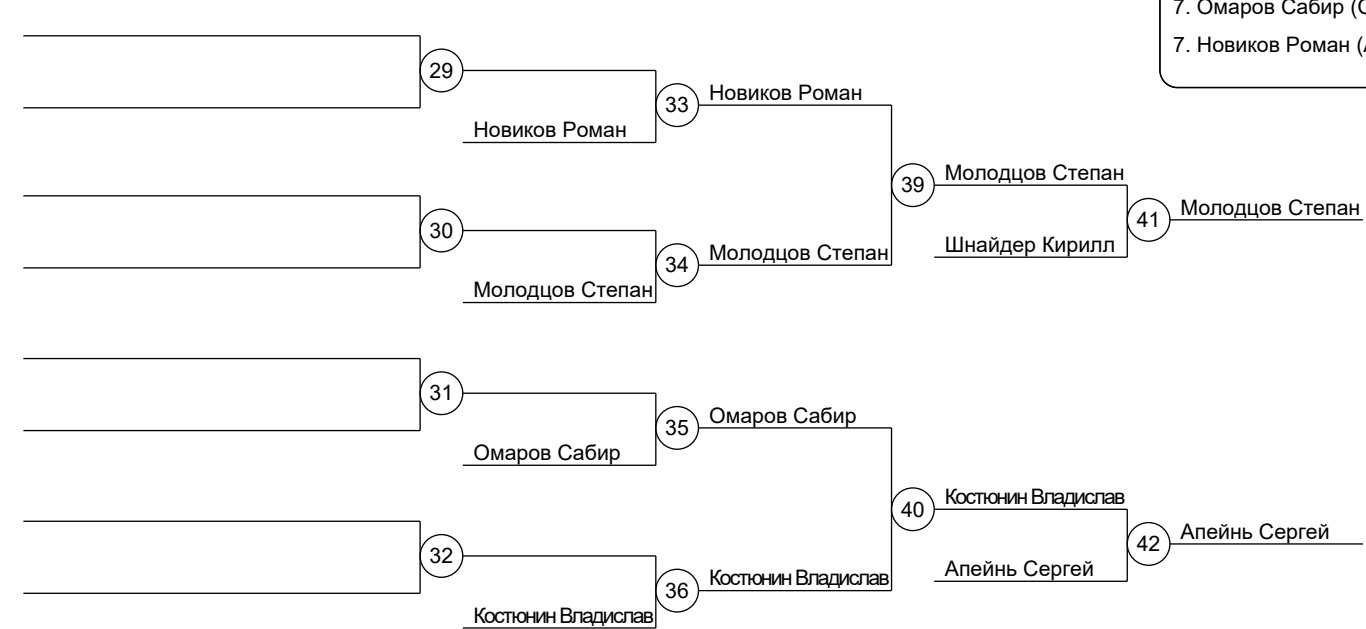 7. Омаров Сабир (
7. Новиков Роман (
29
Новиков Роман
33
Новиков Роман
30
Молодцов Степан
34
Молодцов Степан
39
Молодцов Степан
Шнайдер Кирилл
41
Молодцов Степан
31
Омаров Сабир
35
Омаров Сабир
32
Костюнин Владислав
36
Костюнин Владислав
40
Костюнин Владислав
Апейнь Сергей
42
Апейнь Сергей